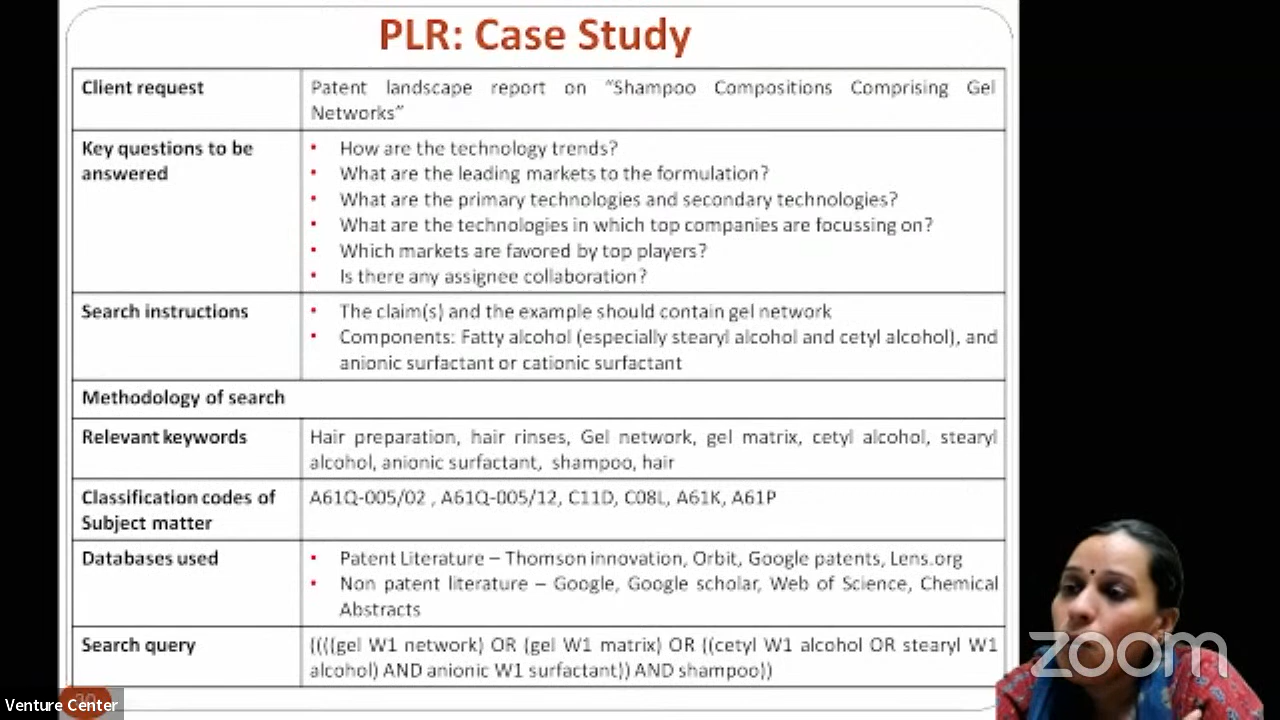 PLR: Case Study
Client request
Patent landscape report on “Shampoo Compositions Comprising Gel
Networks”
Key questions to be
answered
• How are the technology trends?
• What are the leading markets to the formulation?
• What are the primary technologies and secondary technologies?
• What are the technologies in which top companies are focussing on?
• Which markets are favored by top players?
• Is there any assignee collaboration?
Search instructions
• The claim(s) and the example should contain gel network
• Components: Fatty alcohol (especially stearyl alcohol and cetyl alcohol), and
anionic surfactant or cationic surfactant
Methodology of search
Relevant keywords
Hair preparation, hair rinses, Gel network, gel matrix, cetyl alcohol, stearyl
alcohol, anionic surfactant, shampoo, hair
Classification codes of
Subject matter
A61Q-005/02 , A61Q-005/12, C11D, C08L, A61K, A61P
Databases used
• Patent Literature – Thomson innovation, Orbit, Google patents, Lens.org
• Non patent literature – Google, Google scholar, Web of Science, Chemical
Abstracts
Search query
((((gel W1 network) OR (gel W1 matrix) OR ((cetyl W1 alcohol OR stearyl W1
alcohol) AND anionic W1 surfactant)) AND shampoo))
Venture Center
zoom